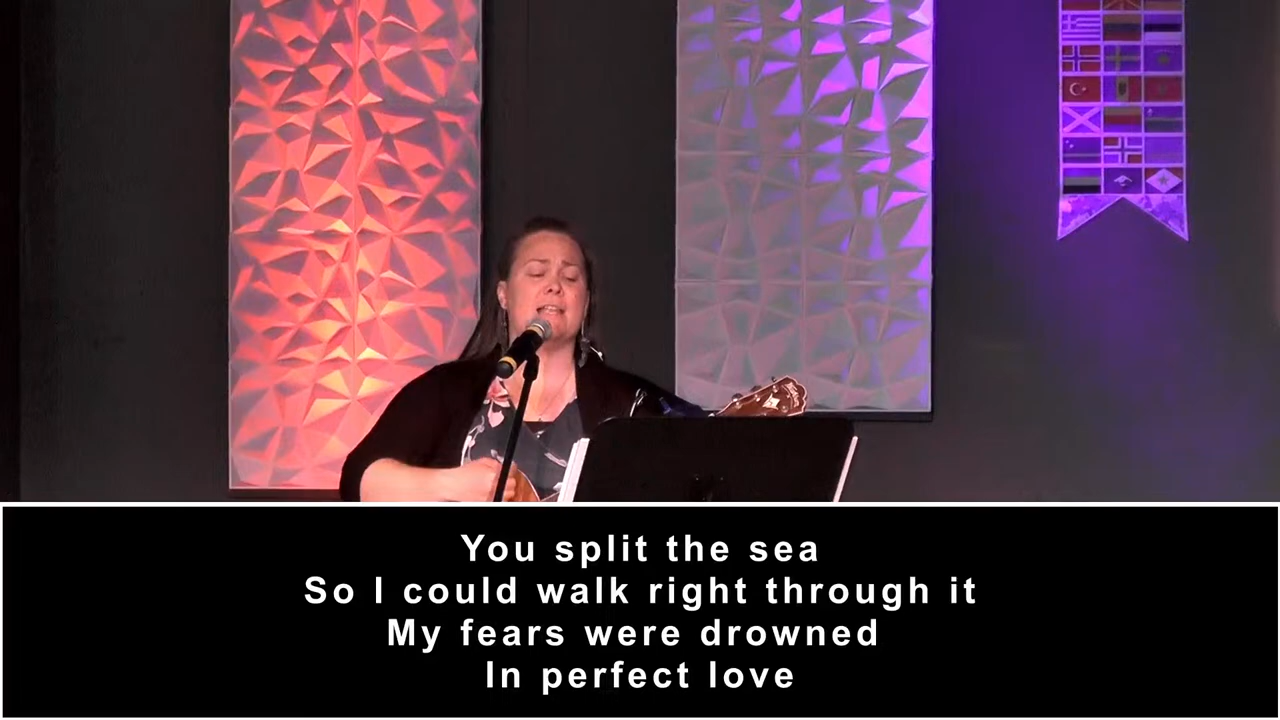 You split the sea
So I could walk right through it
My fears were drowned
In perfect love